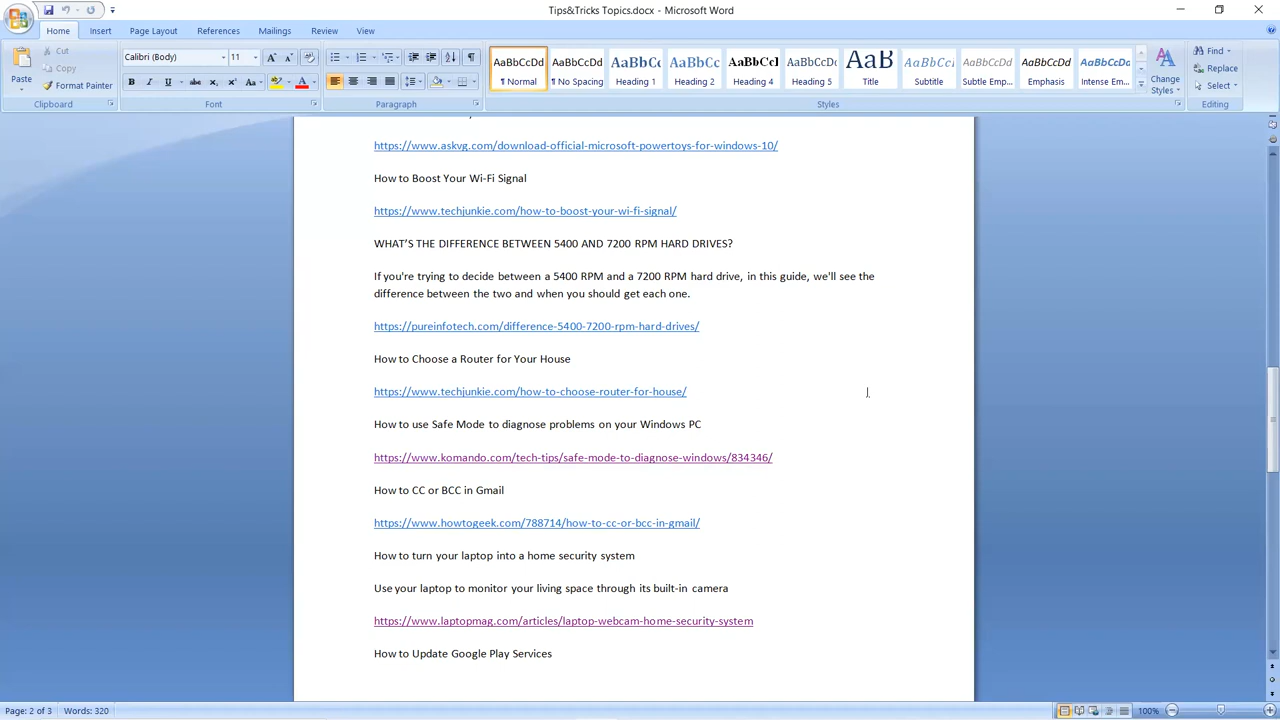 Tips&Tricks Topics.docx - Microsoft Word
Home Insert Page Layout References Mailings Review View
Paste
Cut
Copy
Format Painter
Clipboard
Calibri (Body) 11
B I U abc X₂ X² Aa
Font
Paragraph
AaBbCcDd AaBbCcDd AaBbCc AaBbCc AaBbCcI AaBbCcDd AaB AaBbCcI AaBbCcDd AaBbCcDd AaBbCcDd
¶ Normal ¶ No Spacing Heading 1 Heading 2 Heading 4 Heading 5 Title Subtitle Subtle Emp... Emphasis Intense Em...
Change Styles
Styles
Find
Replace
Select
Editing
https://www.askvg.com/download-official-microsoft-powertoys-for-windows-10/
How to Boost Your Wi-Fi Signal
https://www.techjunkie.com/how-to-boost-your-wi-fi-signal/
WHAT'S THE DIFFERENCE BETWEEN 5400 AND 7200 RPM HARD DRIVES?
If you're trying to decide between a 5400 RPM and a 7200 RPM hard drive, in this guide, we'll see the
difference between the two and when you should get each one.
https://pureinfotech.com/difference-5400-7200-rpm-hard-drives/
How to Choose a Router for Your House
https://www.techjunkie.com/how-to-choose-router-for-house/
How to use Safe Mode to diagnose problems on your Windows PC
https://www.komando.com/tech-tips/safe-mode-to-diagnose-windows/834346/
How to CC or BCC in Gmail
https://www.howtogeek.com/788714/how-to-cc-or-bcc-in-gmail/
How to turn your laptop into a home security system
Use your laptop to monitor your living space through its built-in camera
https://www.laptopmag.com/articles/laptop-webcam-home-security-system
How to Update Google Play Services
Page: 2 of 3 Words: 320 100%